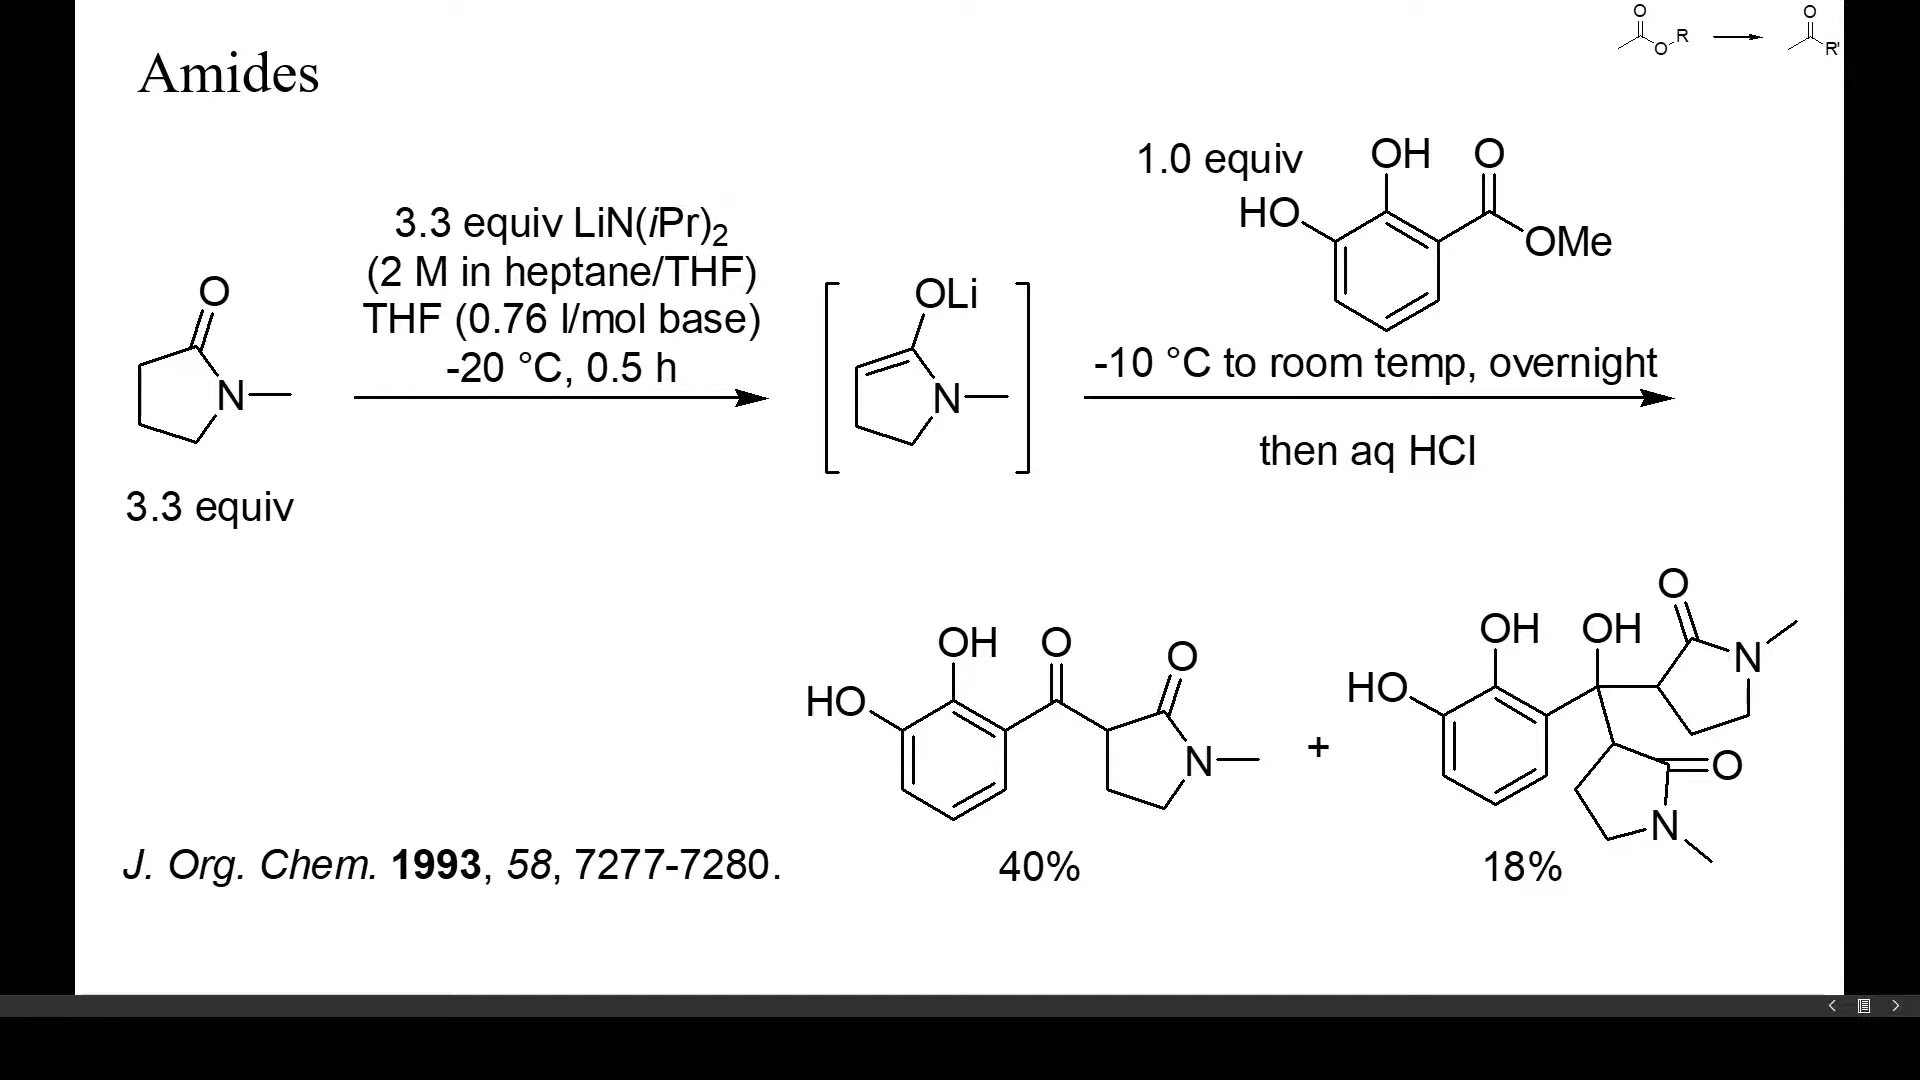 O
O
O R
R'
Amides
1.0 equiv
OH O
HO
OMe
3.3 equiv LiN(iPr)2
(2 M in heptane/THF)
THF (0.76 l/mol base)
-20 °C, 0.5 h
O
N
3.3 equiv
OLi
N
-10 °C to room temp, overnight
then aq HCl
OH O O
HO
N
+
O
OH OH
N
HO
O
N
40%
18%
J. Org. Chem. 1993, 58, 7277-7280.